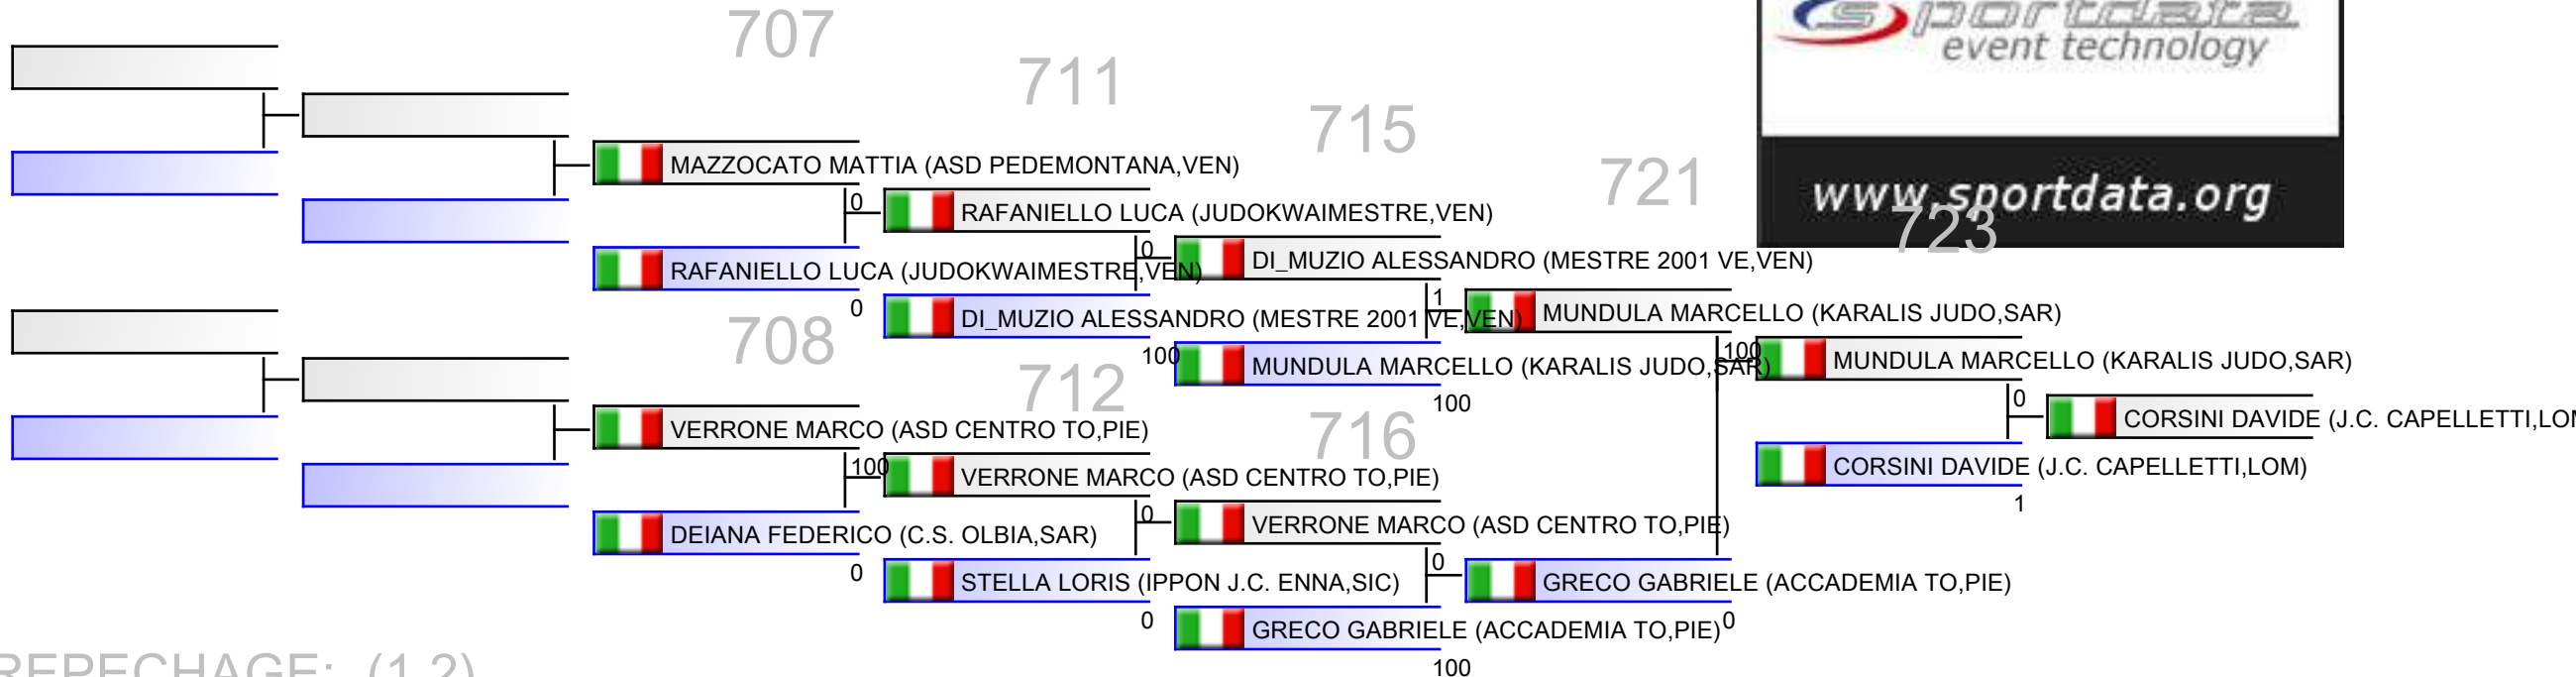 707
sportdata
event technology
711
715
MAZZOCATO MATTIA (ASD PEDEMONTANA,VEN)
721
www.sportdata.org
0
RAFANIELLO LUCA (JUDOKWAIMESTRE,VEN)
723
0
DI_MUZIO ALESSANDRO (MESTRE 2001 VE,VEN)
RAFANIELLO LUCA (JUDOKWAIMESTRE,VEN)
0
1
MUNDULA MARCELLO (KARALIS JUDO,SAR)
DI_MUZIO ALESSANDRO (MESTRE 2001 VE,VEN)
708
100
100
MUNDULA MARCELLO (KARALIS JUDO,SAR)
MUNDULA MARCELLO (KARALIS JUDO,SAR)
712
100
0
CORSINI DAVIDE (J.C. CAPELLETTI,LOM
716
VERRONE MARCO (ASD CENTRO TO,PIE)
100
VERRONE MARCO (ASD CENTRO TO,PIE)
CORSINI DAVIDE (J.C. CAPELLETTI,LOM)
1
0
VERRONE MARCO (ASD CENTRO TO,PIE)
DEIANA FEDERICO (C.S. OLBIA,SAR)
0
0
STELLA LORIS (IPPON J.C. ENNA,SIC)
GRECO GABRIELE (ACCADEMIA TO,PIE)
0
0
GRECO GABRIELE (ACCADEMIA TO,PIE)
100
REPECHAGE: (1,2)